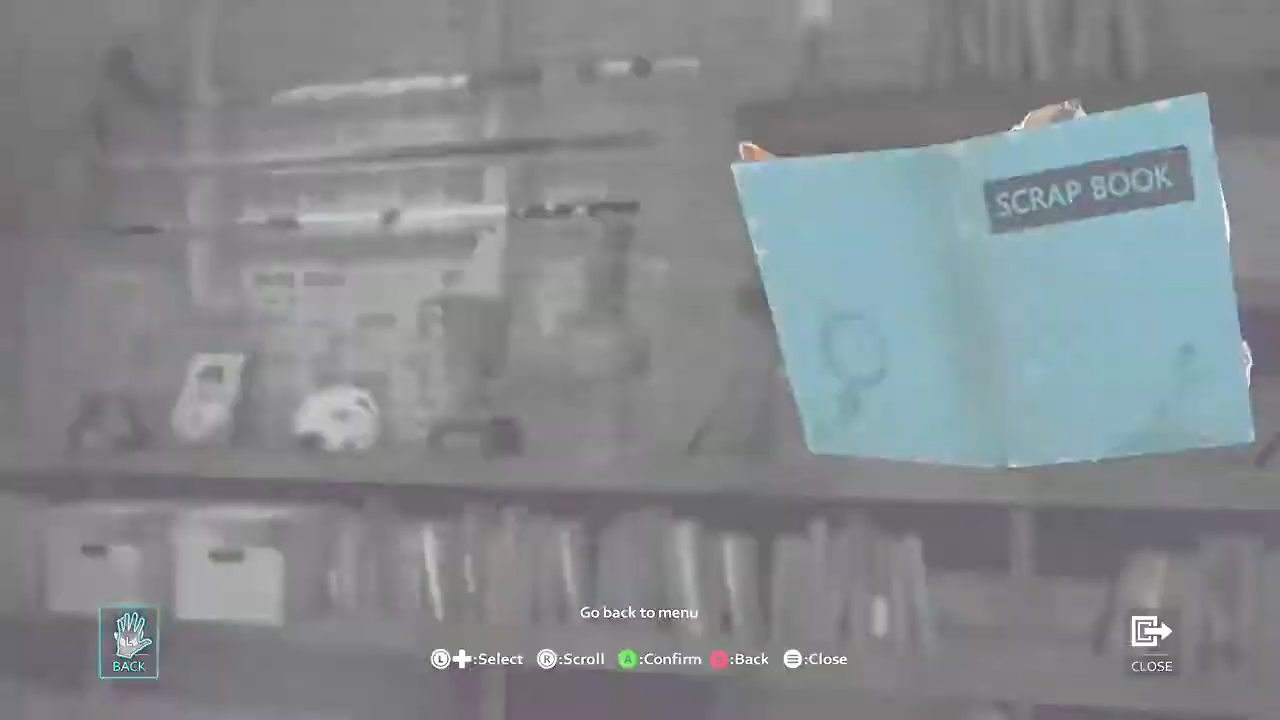 SCRAP BOOK
Go back to menu
L :Select R :Scroll A :Confirm :Back :Close
L
BACK
CLOSE